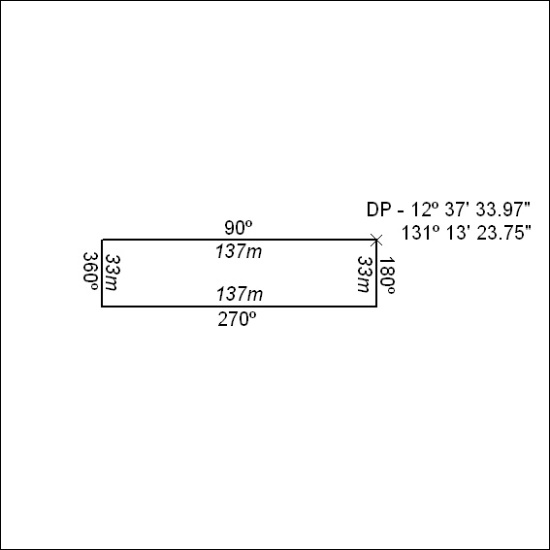 DP - 12º 37' 33.97"
131º 13' 23.75"
90º
137m
360º
33m
33m
180º
137m
270º